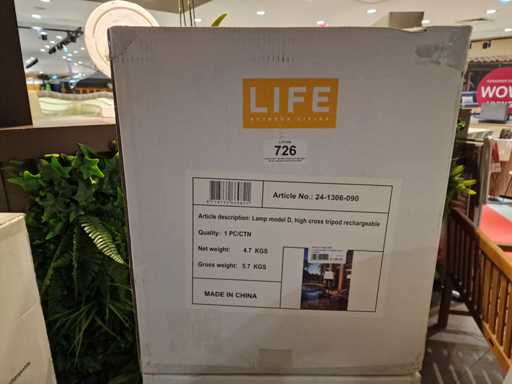 LIFE
OUTDOOR LIVING
726
Article No.: 24-1306-090
Article description: Lamp model D, high cross tripod rechargeable
Quality: 1 PC/CTN
Net weight: 4.7 KGS
Gross weight: 5.7 KGS
MADE IN CHINA
WOW